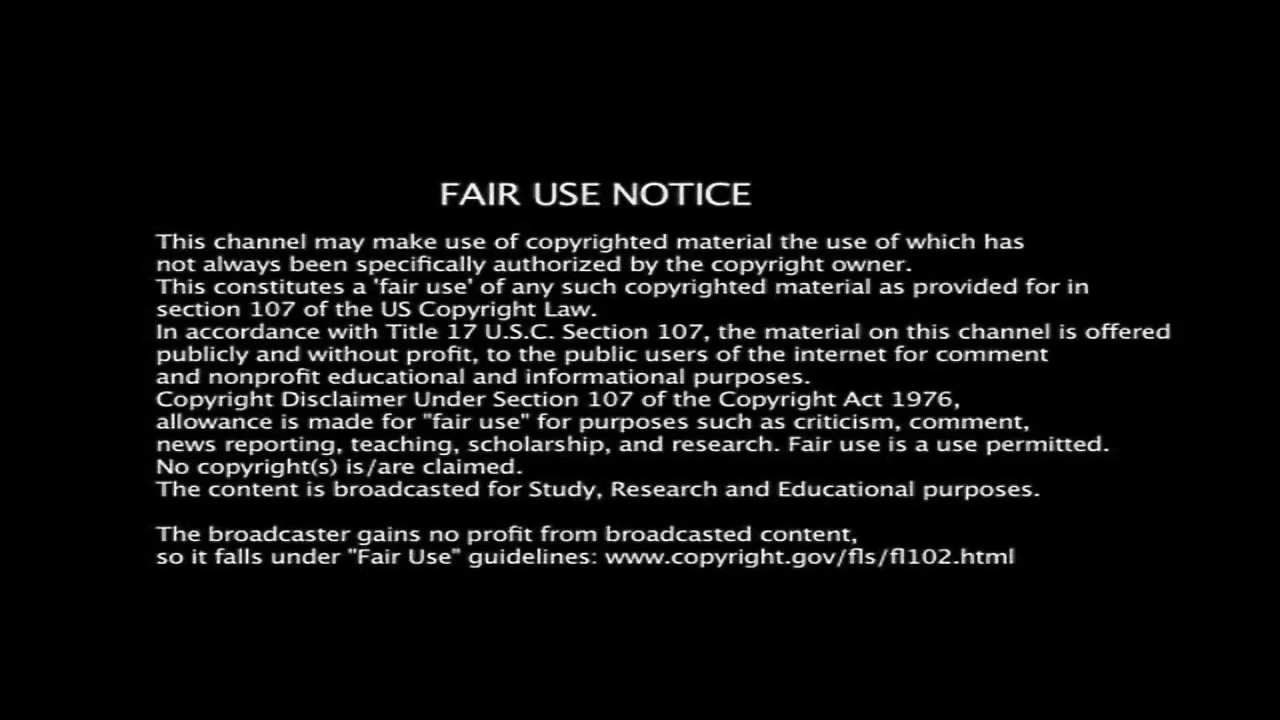 FAIR USE NOTICE
This channel may make use of copyrighted material the use of which has
not always been specifically authorized by the copyright owner.
This constitutes a 'fair use' of any such copyrighted material as provided for in
section 107 of the US Copyright Law.
In accordance with Title 17 U.S.C. Section 107, the material on this channel is offered
publicly and without profit, to the public users of the internet for comment
and nonprofit educational and informational purposes.
Copyright Disclaimer Under Section 107 of the Copyright Act 1976,
allowance is made for "fair use" for purposes such as criticism, comment,
news reporting, teaching, scholarship, and research. Fair use is a use permitted.
No copyright(s) is/are claimed.
The content is broadcasted for Study, Research and Educational purposes.
The broadcaster gains no profit from broadcasted content,
so it falls under "Fair Use" guidelines: www.copyright.gov/fls/fl102.html